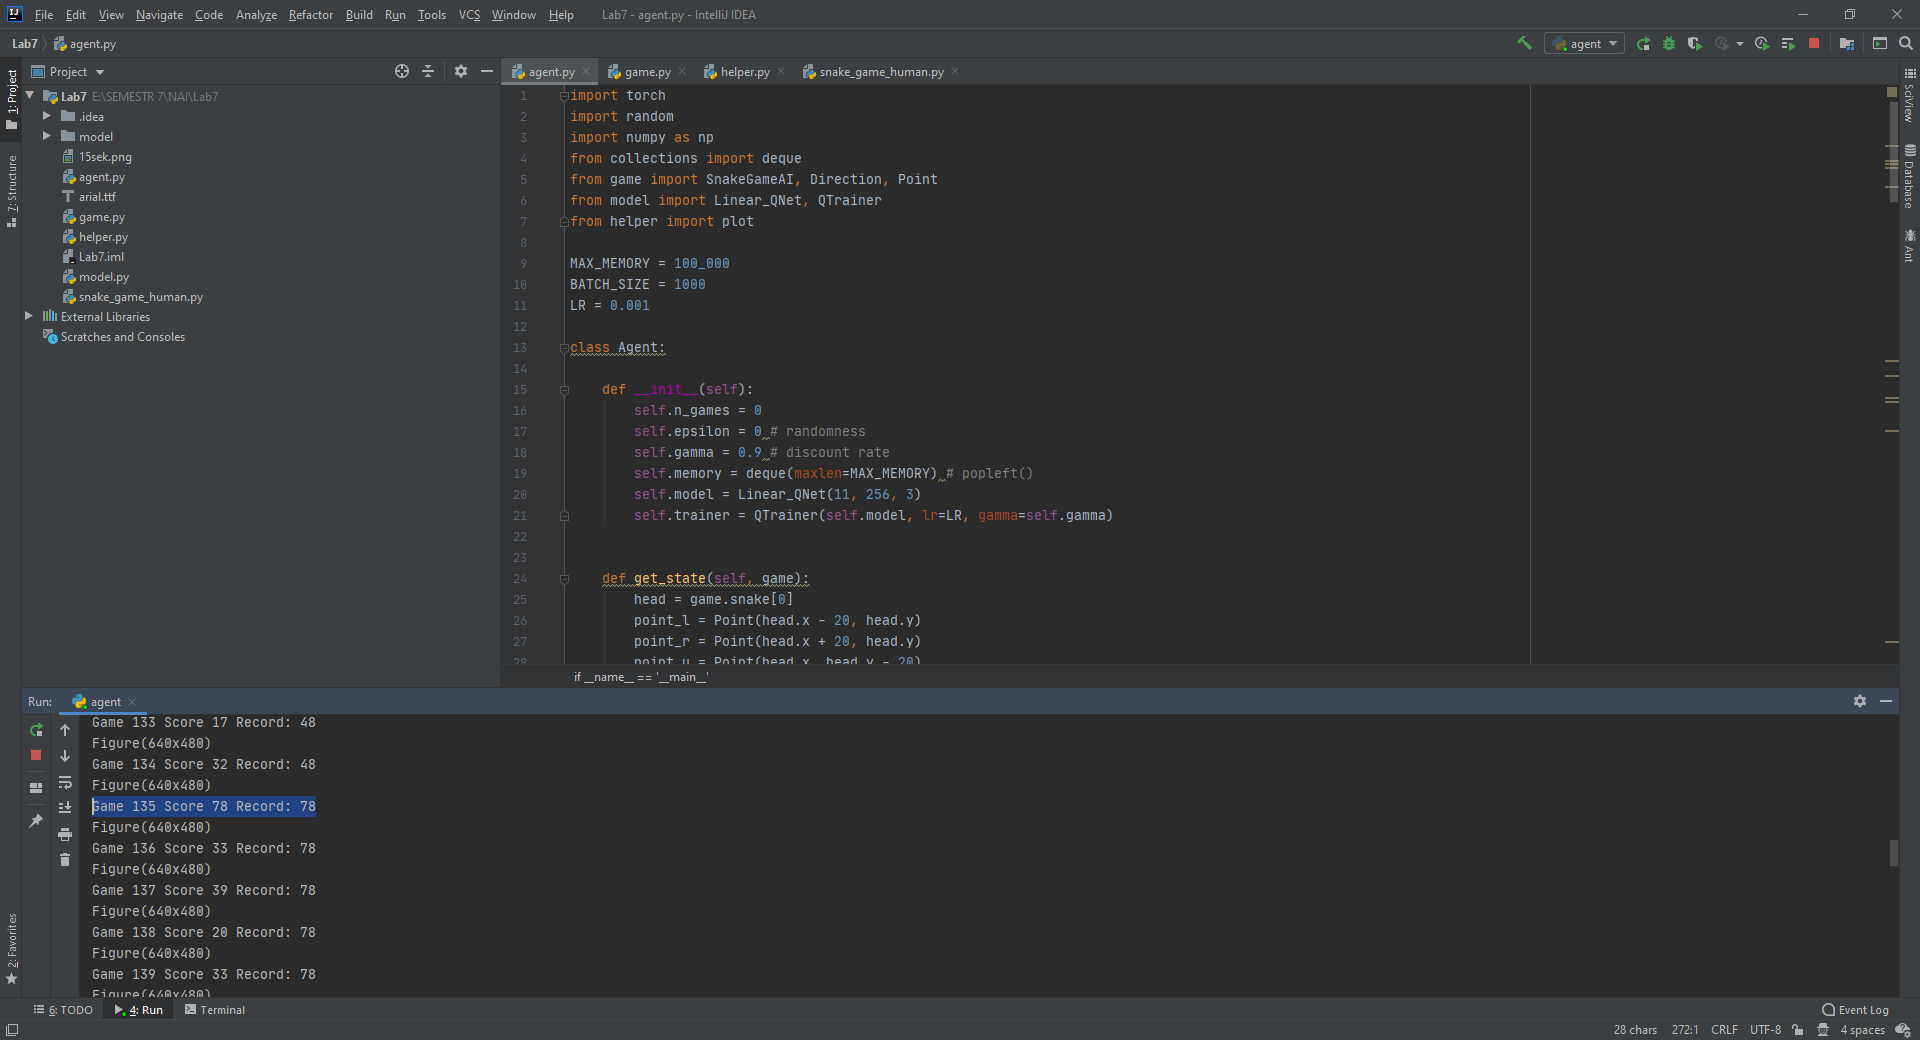 IJ File Edit View Navigate Code Analyze Refactor Build Run Tools VCS Window Help Lab7 - agent.py - IntelliJ IDEA
Lab7 agent.py agent
1: Project
7: Structure
2: Favorites
Project
Lab7 E:\SEMESTR 7\NAI\Lab7
.idea
model
15sek.png
agent.py
arial.ttf
game.py
helper.py
Lab7.iml
model.py
snake_game_human.py
External Libraries
Scratches and Consoles
agent.py game.py helper.py snake_game_human.py
1 import torch
2 import random
3 import numpy as np
4 from collections import deque
5 from game import SnakeGameAI, Direction, Point
6 from model import Linear_QNet, QTrainer
7 from helper import plot
8
9 MAX_MEMORY = 100_000
10 BATCH_SIZE = 1000
11 LR = 0.001
12
13 class Agent:
14
15 def __init__(self):
16 self.n_games = 0
17 self.epsilon = 0 # randomness
18 self.gamma = 0.9 # discount rate
19 self.memory = deque(maxlen=MAX_MEMORY) # popleft()
20 self.model = Linear_QNet(11, 256, 3)
21 self.trainer = QTrainer(self.model, lr=LR, gamma=self.gamma)
22
23
24 def get_state(self, game):
25 head = game.snake[0]
26 point_l = Point(head.x - 20, head.y)
27 point_r = Point(head.x + 20, head.y)
28 point_u = Point(head.x, head.y - 20)
if __name__ == '__main__'
SciView
Database
Ant
Run: agent
Game 133 Score 17 Record: 48
Figure(640x480)
Game 134 Score 32 Record: 48
Figure(640x480)
Game 135 Score 78 Record: 78
Figure(640x480)
Game 136 Score 33 Record: 78
Figure(640x480)
Game 137 Score 39 Record: 78
Figure(640x480)
Game 138 Score 20 Record: 78
Figure(640x480)
Game 139 Score 33 Record: 78
Figure(640x480)
6: TODO 4: Run Terminal Event Log
28 chars 272:1 CRLF UTF-8 4 spaces